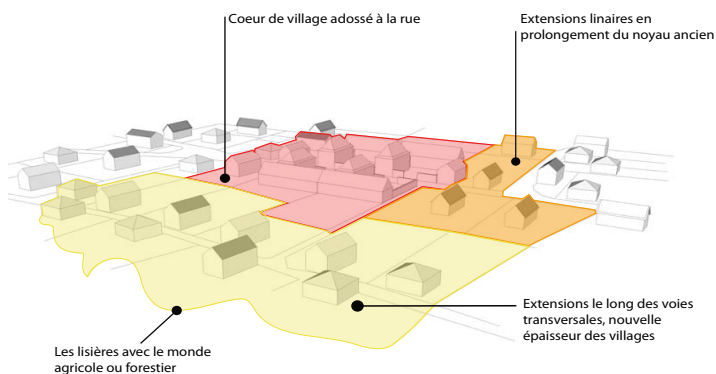 Coeur de village adossé à la rue
Extensions linaires en
prolongement du noyau ancien
Extensions le long des voies
transversales, nouvelle
épaisseur des villages
Les lisières avec le monde
agricole ou forestier